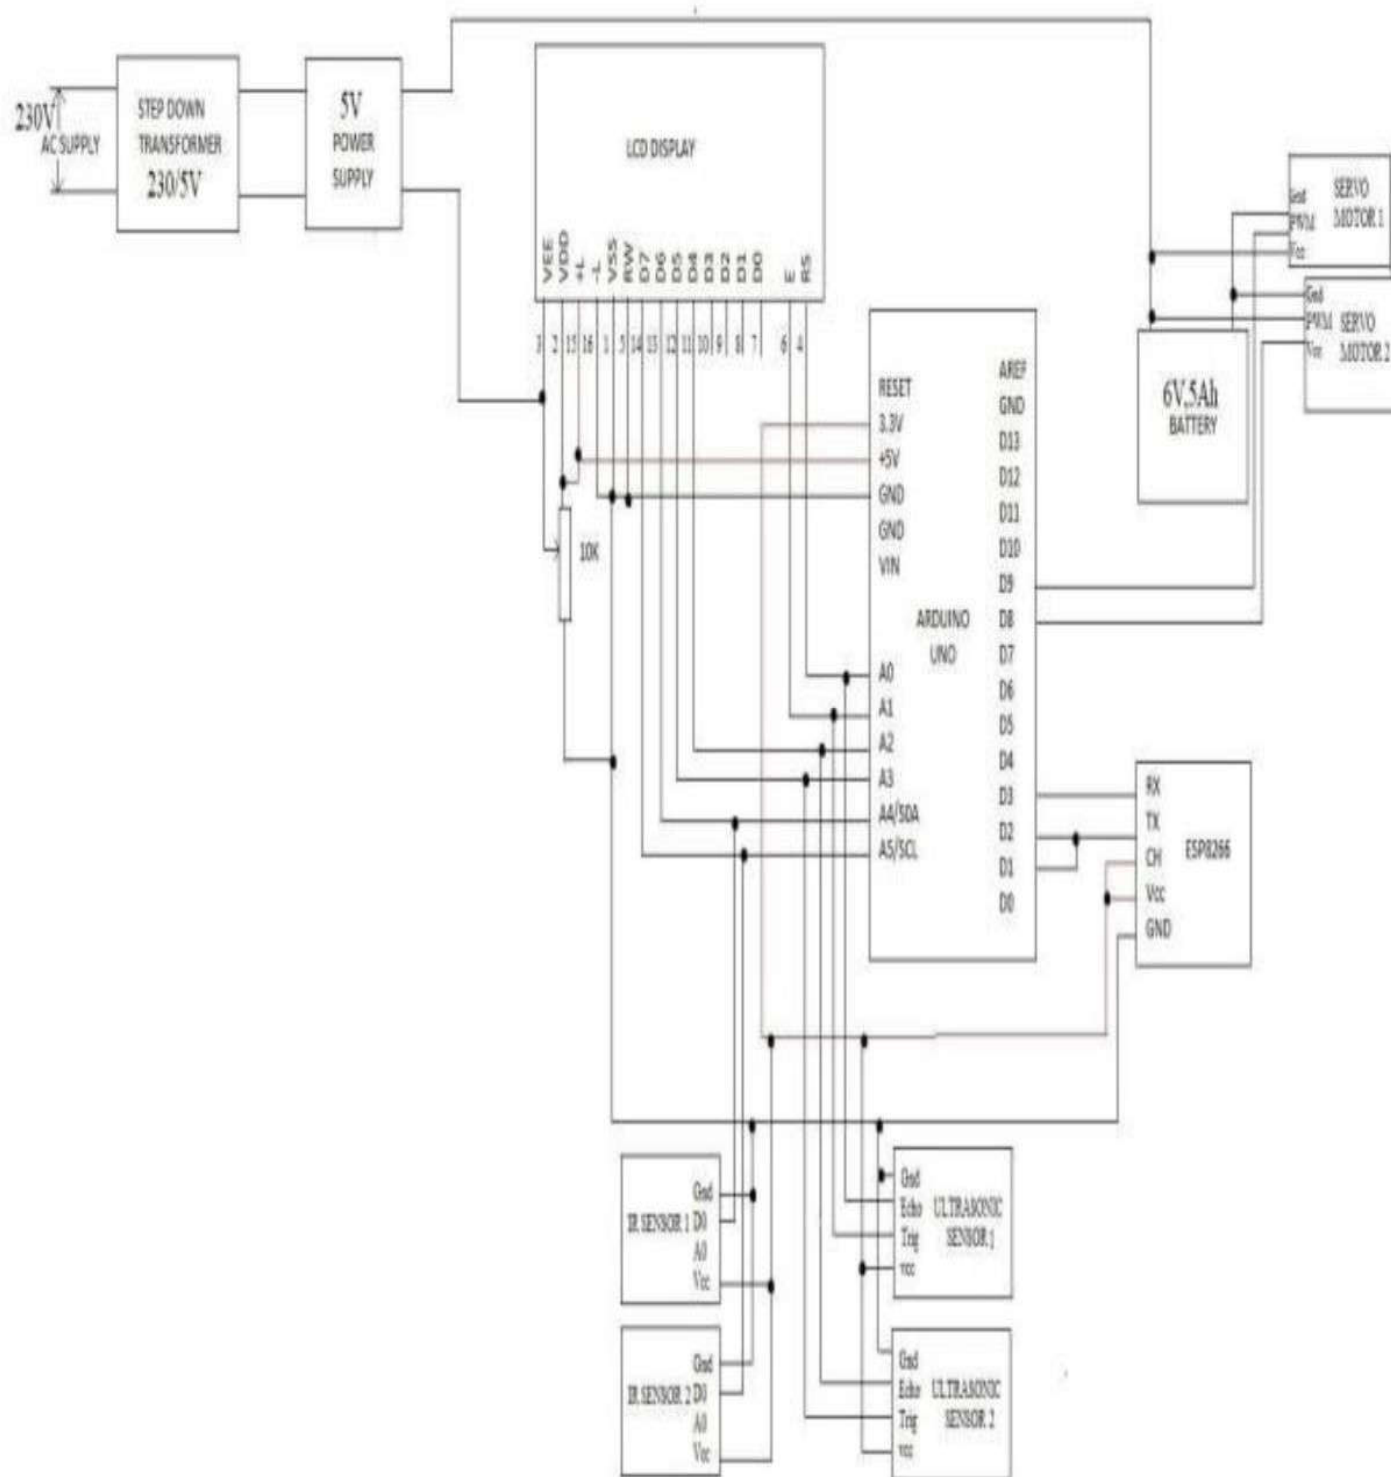 230V
AC SUPPLY
STEP DOWN
TRANSFORMER
230/5V
5V
POWER
SUPPLY
LCD DISPLAY
VEE
VDD
+L
-L
VSS
RW
D7
D6
D5
D4
D3
D2
D1
D0
E
RS
3
2
15
16
1
5
14
13
12
11
10
9
8
7
6
4
10K
RESET
3.3V
+5V
GND
GND
VIN
ARDUINO
UNO
A0
A1
A2
A3
A4/SDA
A5/SCL
AREF
GND
D13
D12
D11
D10
D9
D8
D7
D6
D5
D4
D3
D2
D1
D0
Gnd
PWM
Vcc
SERVO
MOTOR 1
Gnd
PWM
Vcc
SERVO
MOTOR 2
6V,5Ah
BATTERY
RX
TX
CH
Vcc
GND
ESP8266
IR SENSOR 1
Gnd
D0
A0
Vcc
IR SENSOR 2
Gnd
D0
A0
Vcc
Gnd
Echo
Trig
vcc
ULTRASONIC
SENSOR 1
Gnd
Echo
Trig
vcc
ULTRASONIC
SENSOR 2